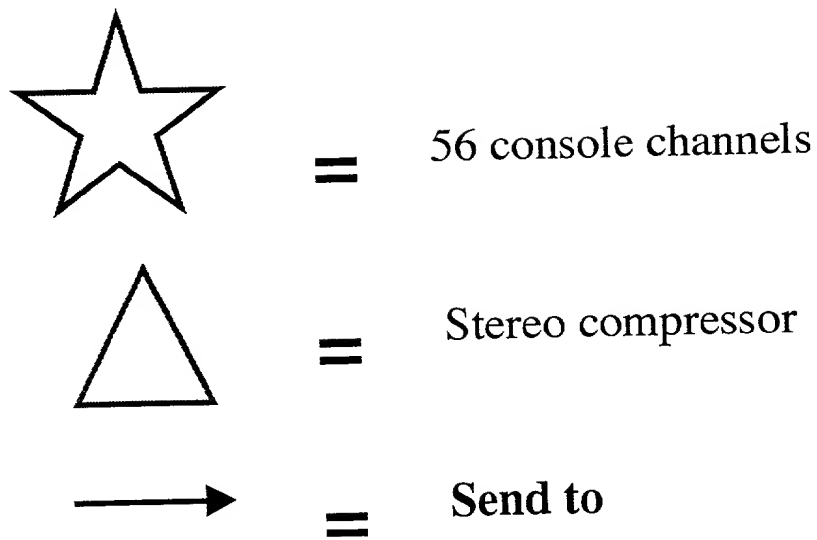 = 56 console channels
= Stereo compressor
= Send to